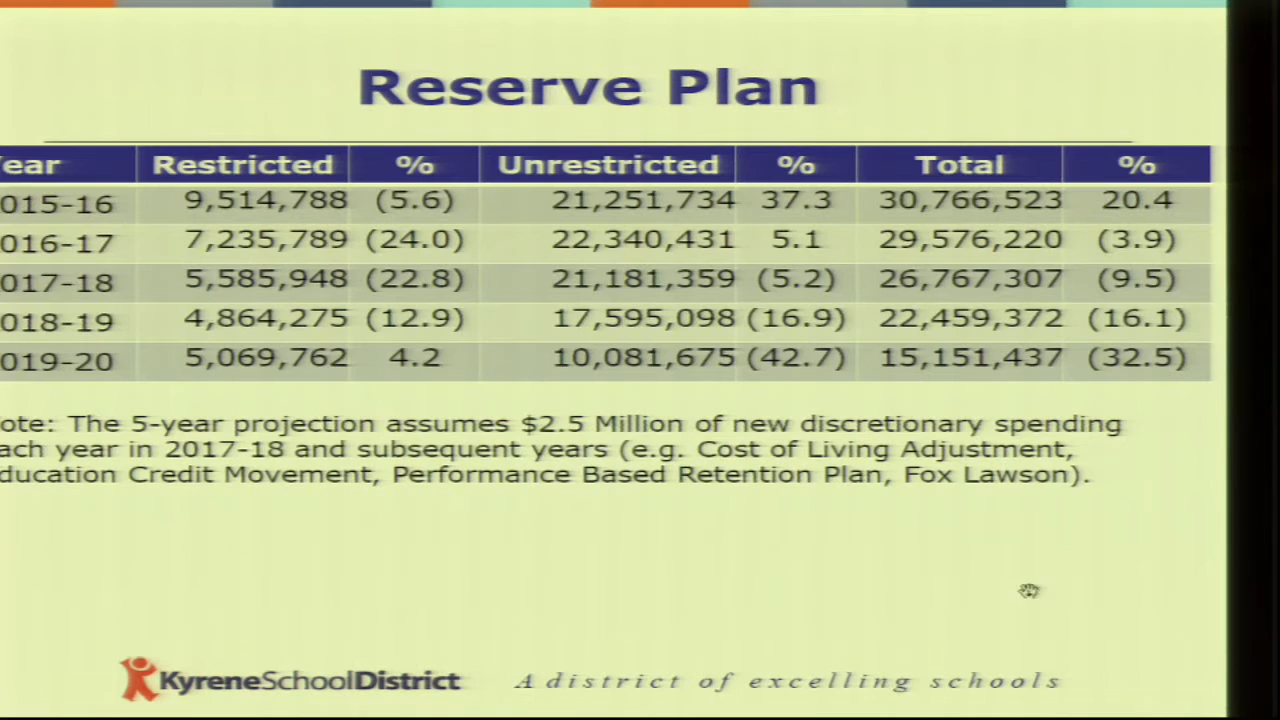 Reserve Plan
ear Restricted % Unrestricted % Total %
015-16 9,514,788 (5.6) 21,251,734 37.3 30,766,523 20.4
016-17 7,235,789 (24.0) 22,340,431 5.1 29,576,220 (3.9)
017-18 5,585,948 (22.8) 21,181,359 (5.2) 26,767,307 (9.5)
018-19 4,864,275 (12.9) 17,595,098 (16.9) 22,459,372 (16.1)
019-20 5,069,762 4.2 10,081,675 (42.7) 15,151,437 (32.5)
ote: The 5-year projection assumes $2.5 Million of new discretionary spending
ach year in 2017-18 and subsequent years (e.g. Cost of Living Adjustment,
ducation Credit Movement, Performance Based Retention Plan, Fox Lawson).
KyreneSchoolDistrict A district of excelling schools